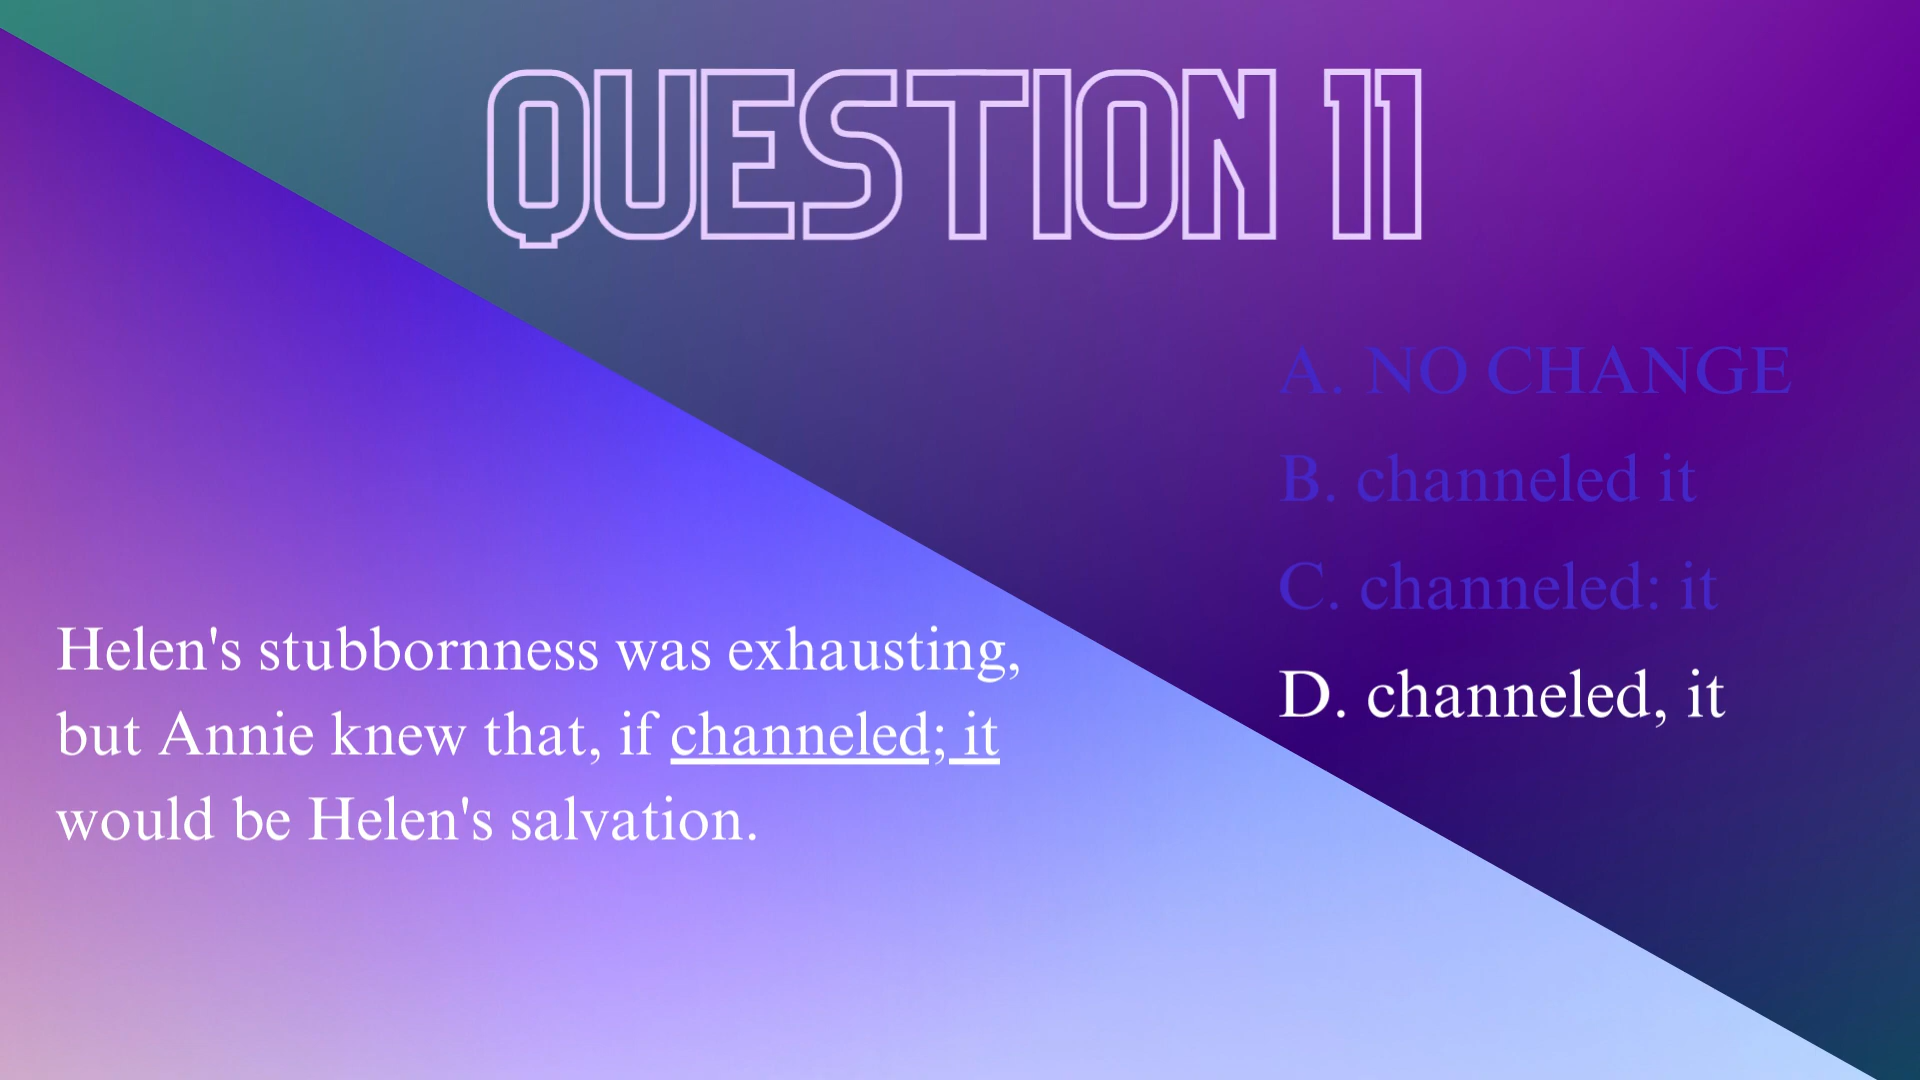 QUESTION 11
A. NO CHANGE
B. channeled it
C. channeled: it
D. channeled, it
Helen's stubbornness was exhausting,
but Annie knew that, if channeled; it
would be Helen's salvation.